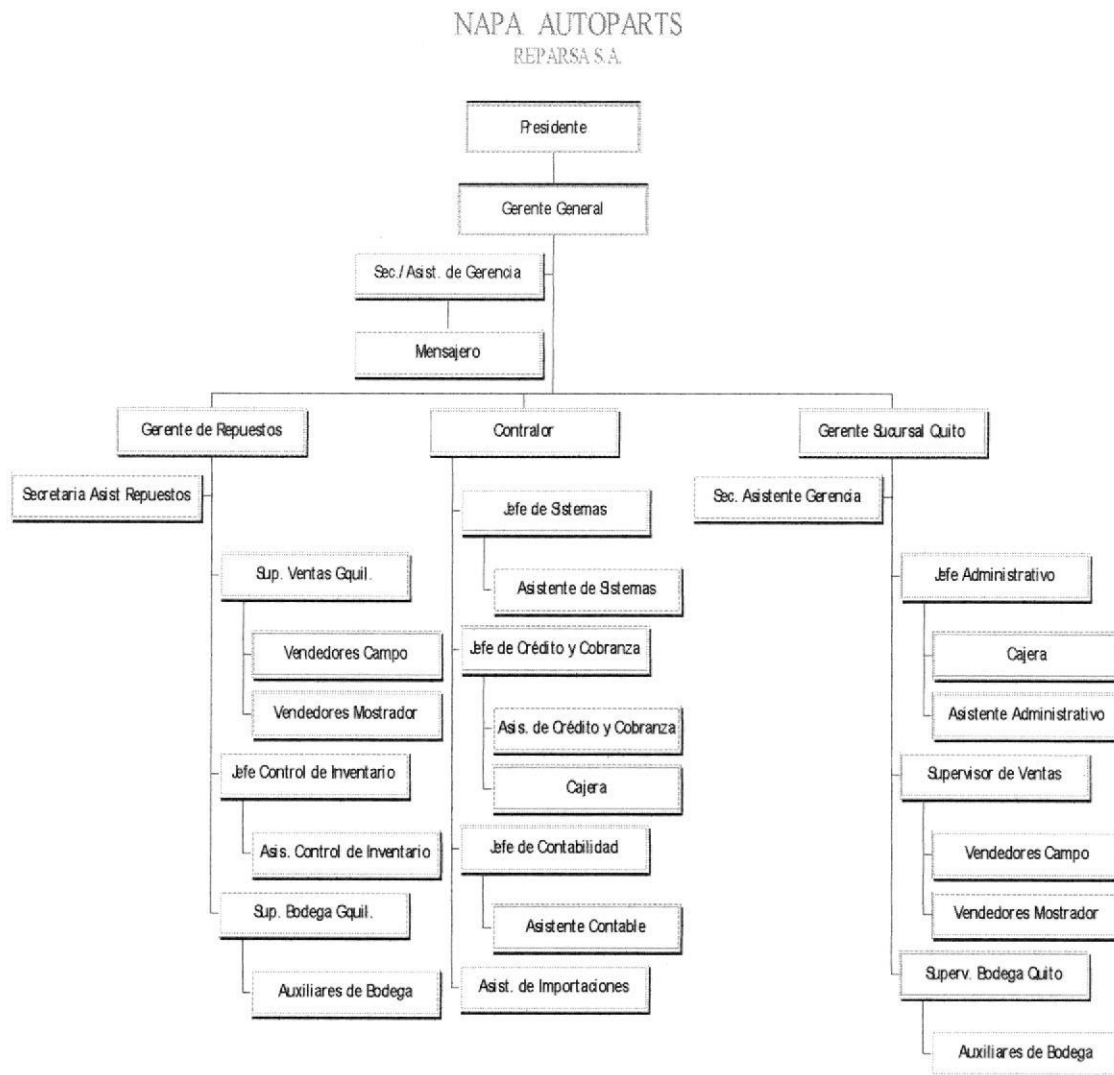 NAPA AUTOPARTS
REPARSA S.A.
Presidente
Gerente General
Sec./ Asist. de Gerencia
Mensajero
Gerente de Repuestos
Secretaria Asist Repuestos
Sup. Ventas Gquil.
Vendedores Campo
Vendedores Mostrador
Jefe Control de Inventario
Asis. Control de Inventario
Sup. Bodega Gquil.
Auxiliares de Bodega
Contralor
Jefe de Sistemas
Asistente de Sistemas
Jefe de Crédito y Cobranza
Asis. de Crédito y Cobranza
Cajera
Jefe de Contabilidad
Asistente Contable
Asist. de Importaciones
Gerente Sucursal Quito
Sec. Asistente Gerencia
Jefe Administrativo
Cajera
Asistente Administrativo
Supervisor de Ventas
Vendedores Campo
Vendedores Mostrador
Superv. Bodega Quito
Auxiliares de Bodega